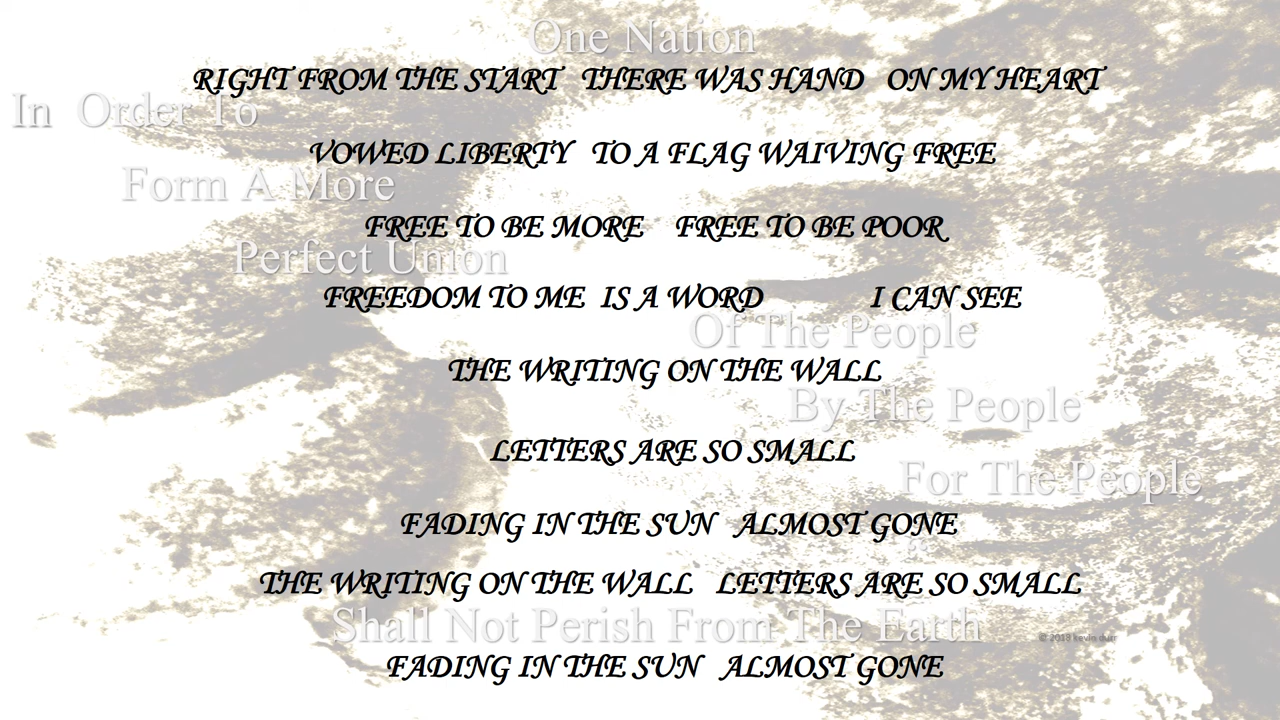 One Nation
RIGHT FROM THE START THERE WAS HAND ON MY HEART
In Order To
VOWED LIBERTY TO A FLAG WAIVING FREE
Form A More
FREE TO BE MORE FREE TO BE POOR
Perfect Union
FREEDOM TO ME IS A WORD I CAN SEE
Of The People
THE WRITING ON THE WALL
By The People
LETTERS ARE SO SMALL
For The People
FADING IN THE SUN ALMOST GONE
THE WRITING ON THE WALL LETTERS ARE SO SMALL
Shall Not Perish From The Earth
© 2018 kevin durr
FADING IN THE SUN ALMOST GONE